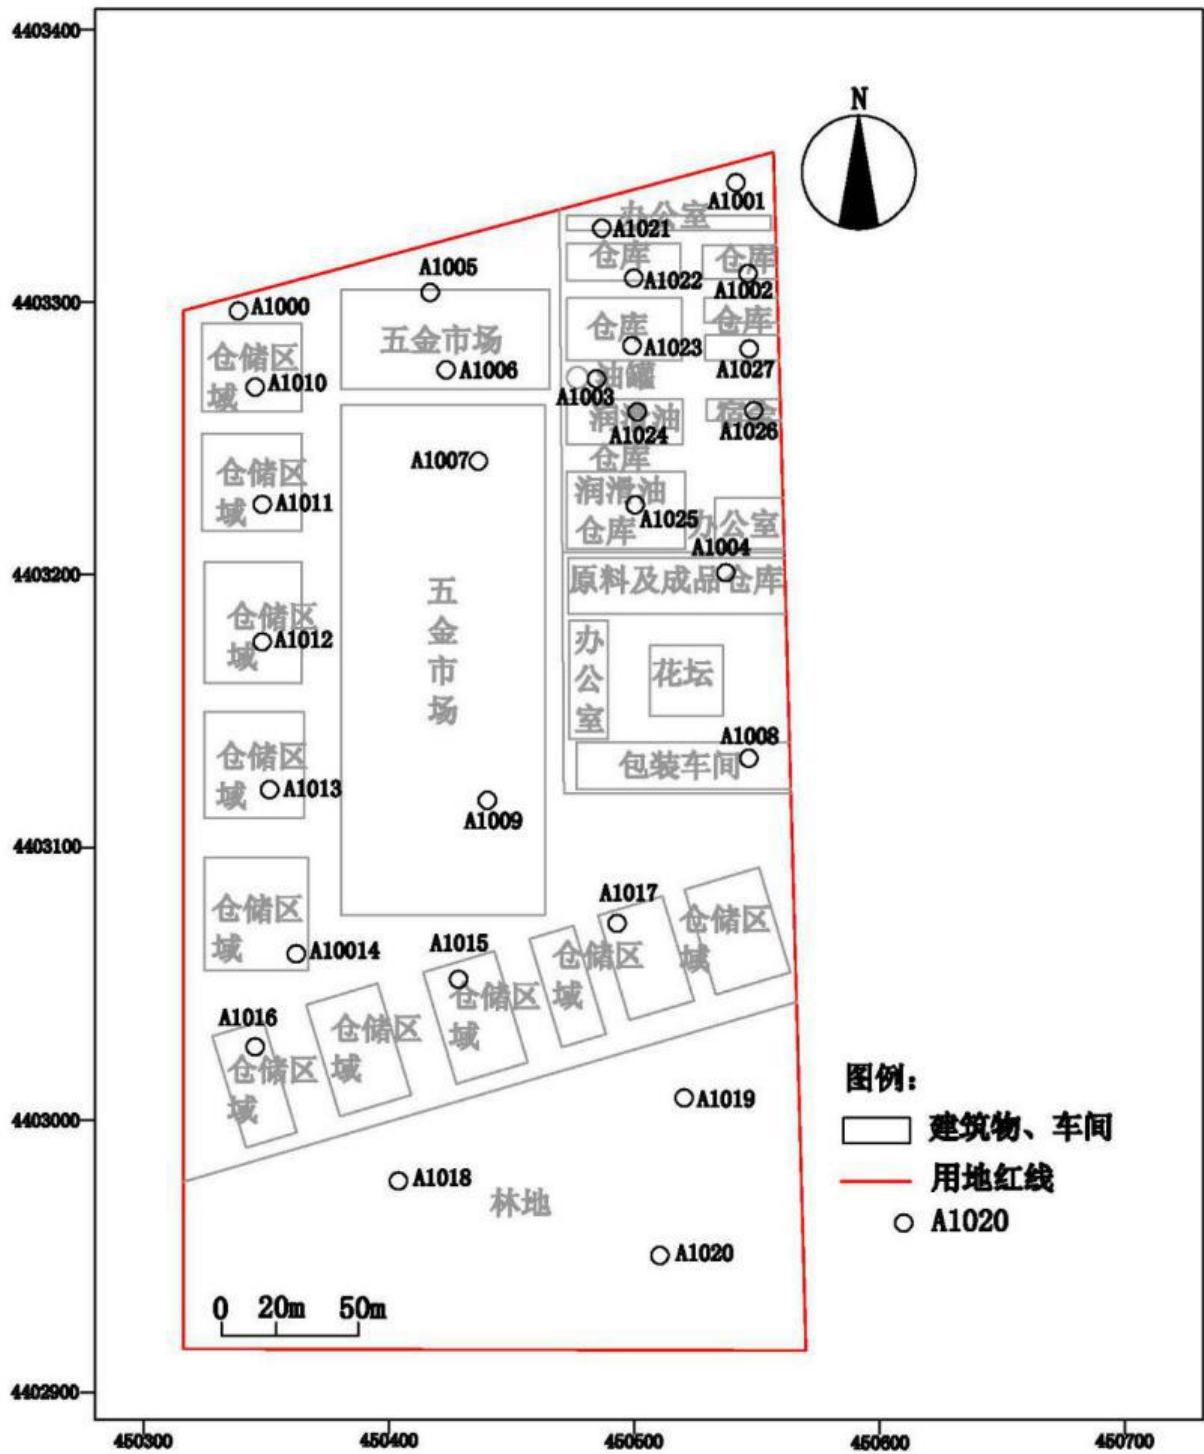 4403400
N
A1001
办公室
A1021
仓库
仓库
A1005
A1022
A1002
4403300
A1000
仓库
仓库
五金市场
A1023
仓储区
域
A1027
A1006
油罐
A1010
A1003
宿舍
润滑油
仓库
A1024
A1026
A1007
仓储区
域
润滑油
仓库
A1011
A1025
办公室
A1004
4403200
原料及成品仓库
五金市场
仓储区
域
A1012
办公室
花坛
A1008
仓储区
域
包装车间
A1013
A1009
4403100
A1017
仓储区
域
仓储区
域
A1015
A10014
仓储区
域
仓储区
域
A1016
仓储区
域
仓储区
域
图例：
4403000
A1019
建筑物、车间
A1018
用地红线
林地
A1020
A1020
0 20m 50m
4402900
450300 450400 450500 450600 450700